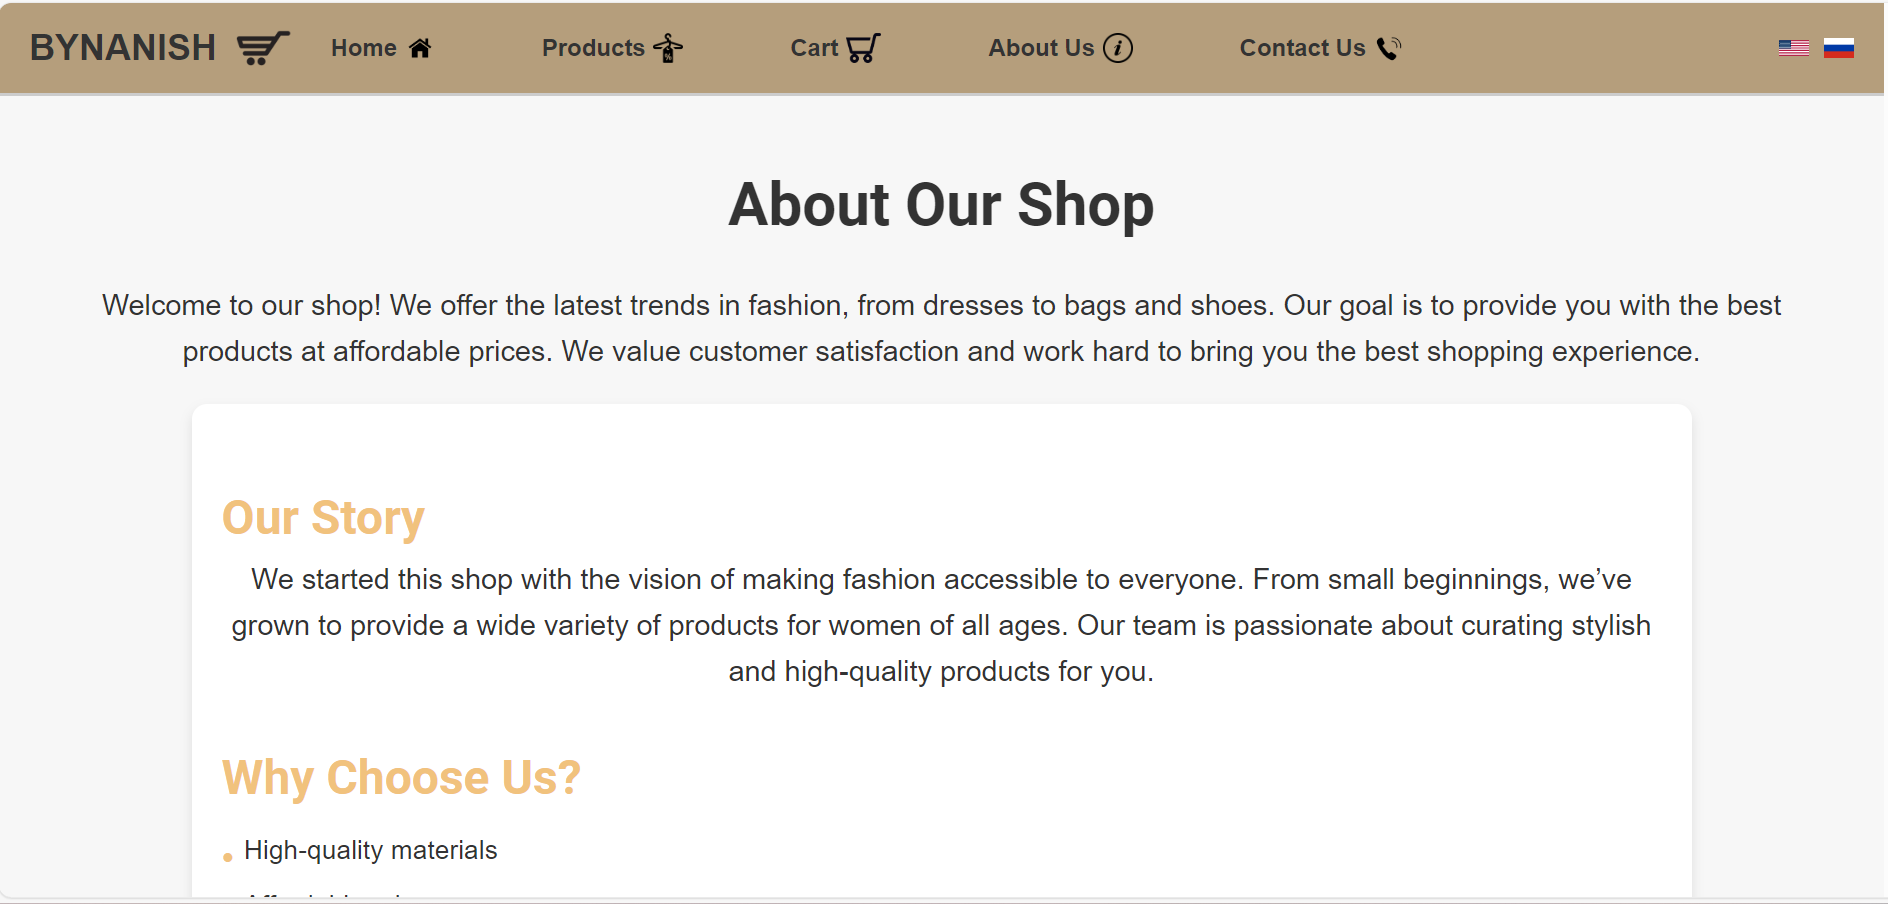 BYNANISH Home Products Cart About Us Contact Us
About Our Shop
Welcome to our shop! We offer the latest trends in fashion, from dresses to bags and shoes. Our goal is to provide you with the best
products at affordable prices. We value customer satisfaction and work hard to bring you the best shopping experience.
Our Story
We started this shop with the vision of making fashion accessible to everyone. From small beginnings, we’ve
grown to provide a wide variety of products for women of all ages. Our team is passionate about curating stylish
and high-quality products for you.
Why Choose Us?
High-quality materials